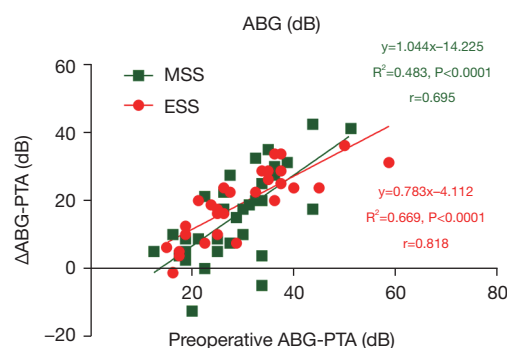 ABG (dB)
y=1.044x–14.225
R²=0.483, P<0.0001
r=0.695
MSS
ESS
y=0.783x–4.112
R²=0.669, P<0.0001
r=0.818
ΔABG-PTA (dB)
60
40
20
0
–20
20
40
60
80
Preoperative ABG-PTA (dB)